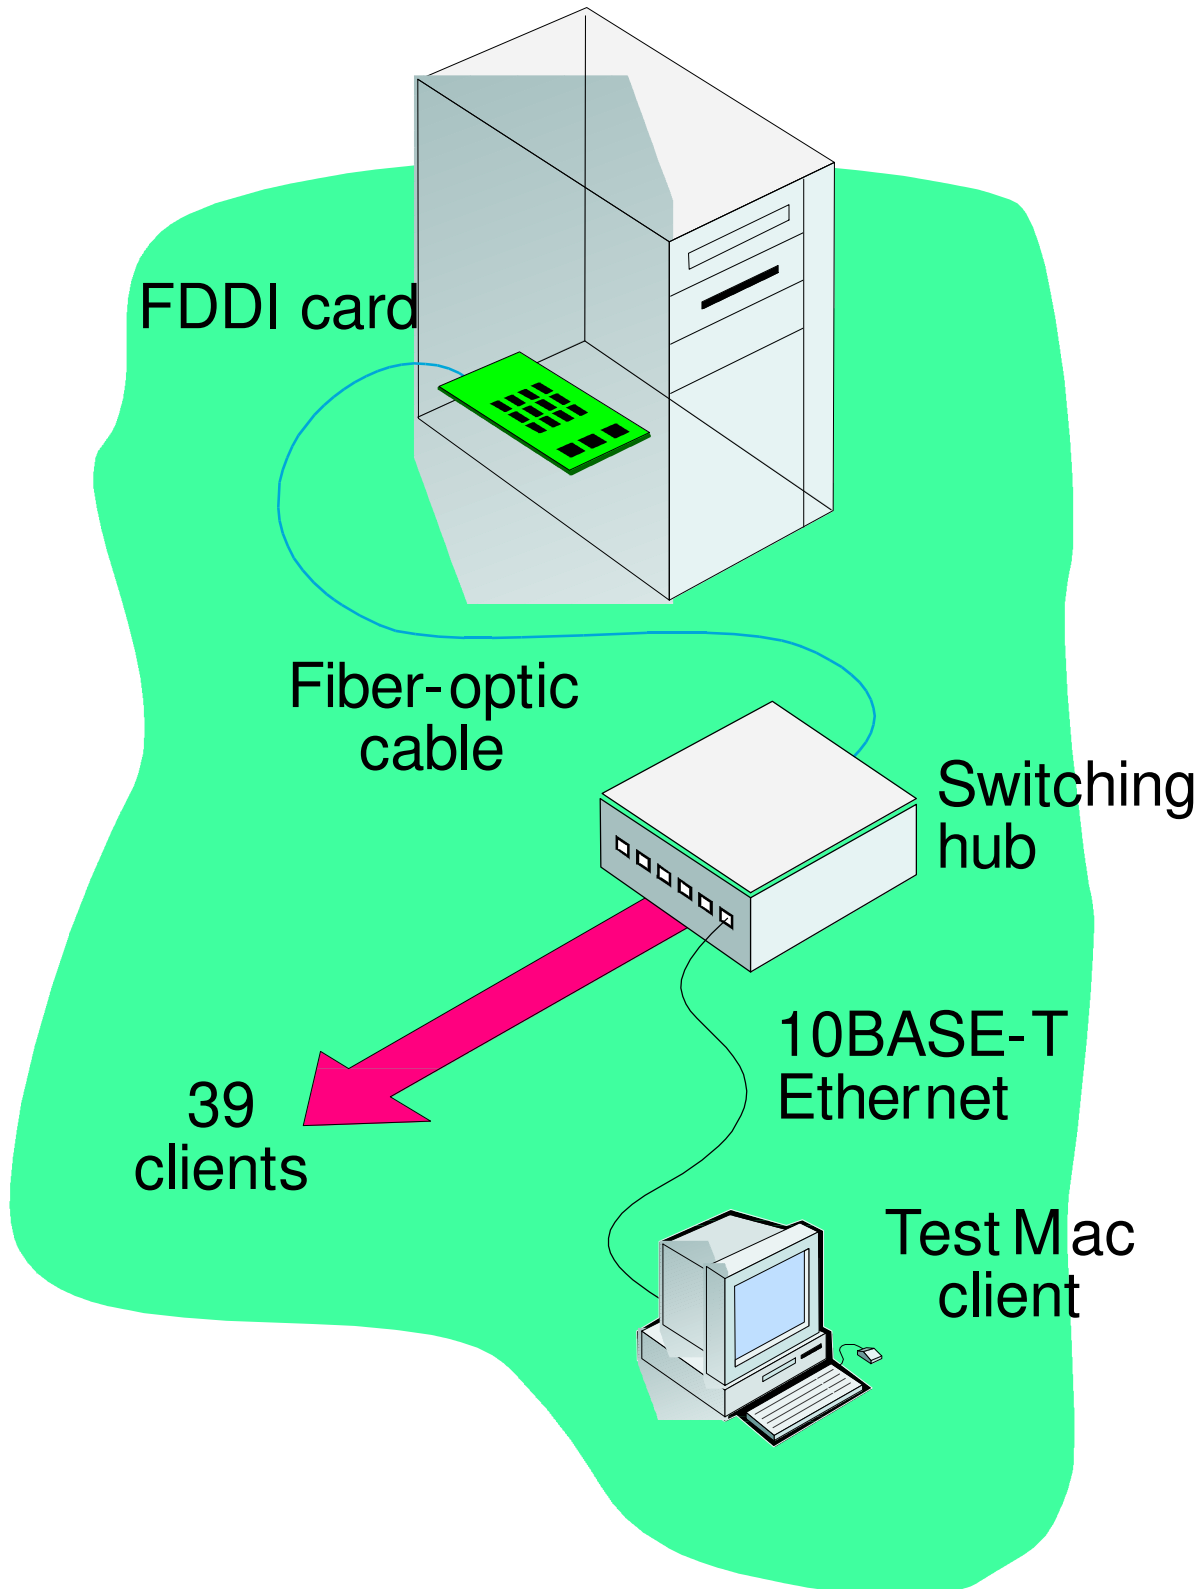 FDDI card
Fiber-optic
cable
Switching
hub
10BASE-T
Ethernet
39
clients
Test Mac
client